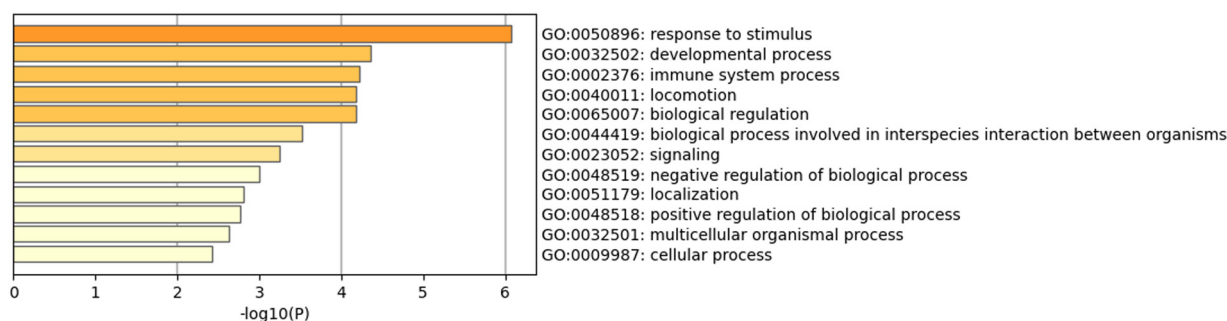 GO:0050896: response to stimulus
GO:0032502: developmental process
GO:0002376: immune system process
GO:0040011: locomotion
GO:0065007: biological regulation
GO:0044419: biological process involved in interspecies interaction between organisms
GO:0023052: signaling
GO:0048519: negative regulation of biological process
GO:0051179: localization
GO:0048518: positive regulation of biological process
GO:0032501: multicellular organismal process
GO:0009987: cellular process
0 1 2 3 4 5 6
-log10(P)